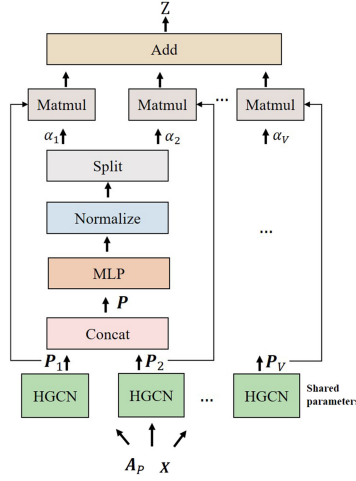 Z
Add
Matmul Matmul ... Matmul
α1 α2 αV
Split
Normalize
...
MLP
P
Concat
P1 P2 PV
HGCN HGCN ... HGCN Shared parameters
AP X